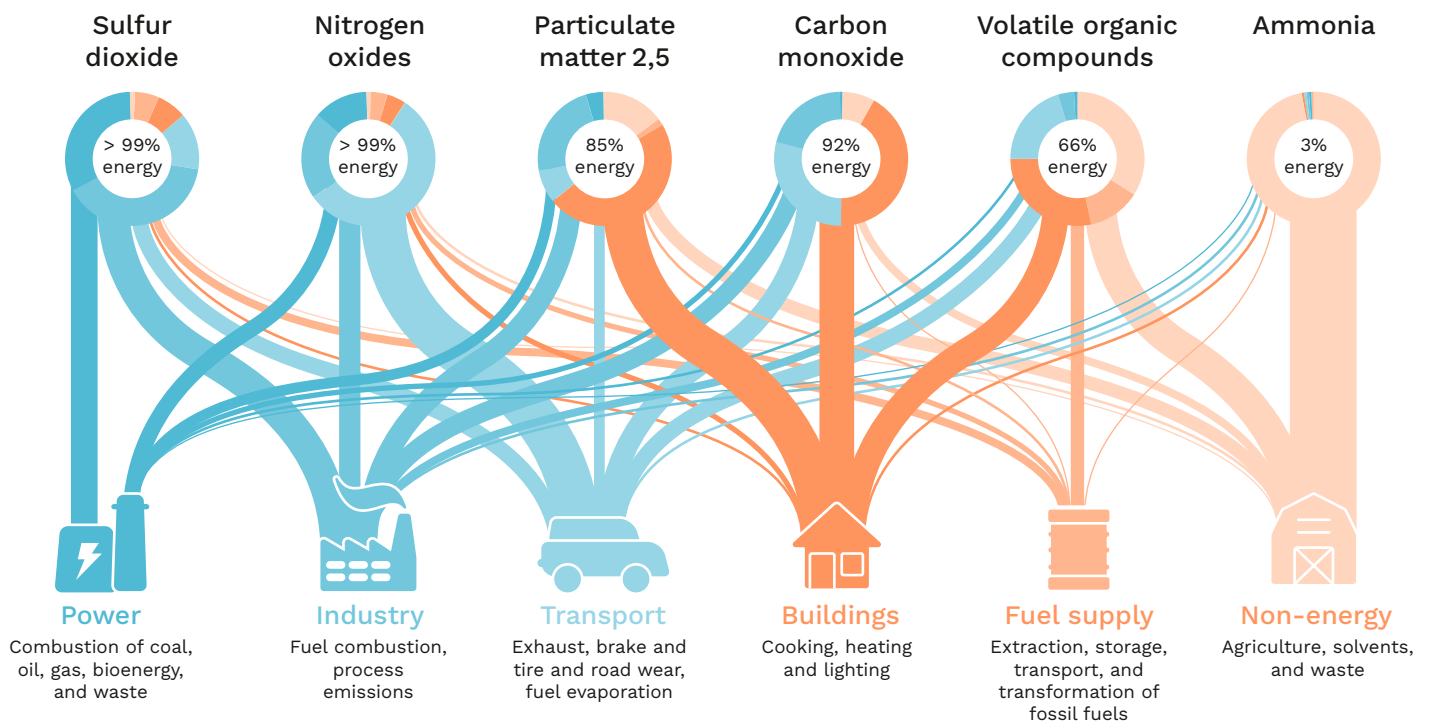 Sulfur
dioxide
Nitrogen
oxides
Particulate
matter 2,5
Carbon
monoxide
Volatile organic
compounds
Ammonia
> 99%
energy
> 99%
energy
85%
energy
92%
energy
66%
energy
3%
energy
Power
Combustion of coal,
oil, gas, bioenergy,
and waste
Industry
Fuel combustion,
process
emissions
Transport
Exhaust, brake and
tire and road wear,
fuel evaporation
Buildings
Cooking, heating
and lighting
Fuel supply
Extraction, storage,
transport, and
transformation of
fossil fuels
Non-energy
Agriculture, solvents,
and waste